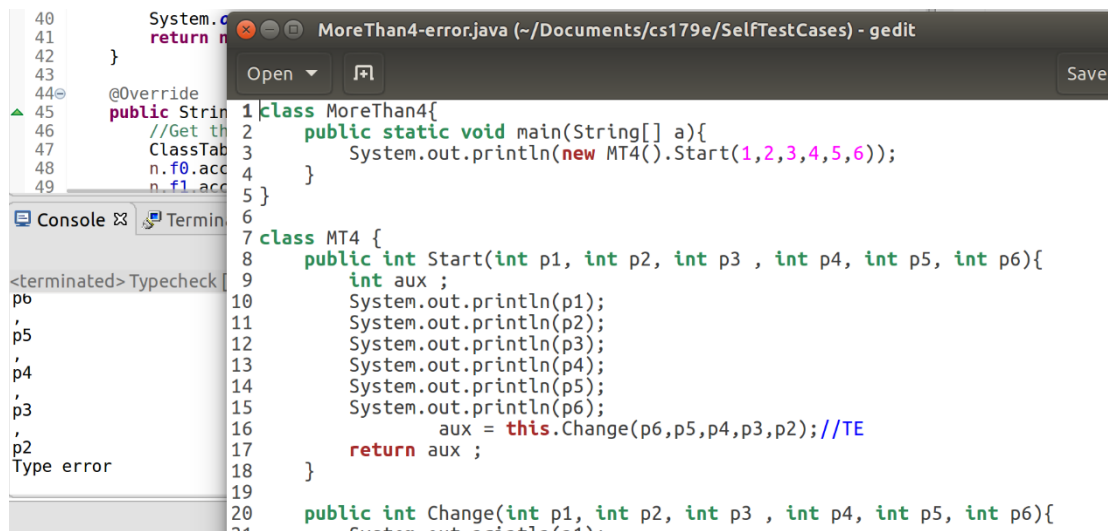 40 System.o
41 return n
42 }
43
44 @Override
45 public Strin
46 //Get th
47 ClassTab
48 n.f0.acc
49 n.f1.acc
Console Termin
<terminated> Typecheck [
p6
,
p5
,
p4
,
p3
,
p2
Type error
MoreThan4-error.java (~/Documents/cs179e/SelfTestCases) - gedit
Open Save
1 class MoreThan4{
2 public static void main(String[] a){
3 System.out.println(new MT4().Start(1,2,3,4,5,6));
4 }
5 }
6
7 class MT4 {
8 public int Start(int p1, int p2, int p3 , int p4, int p5, int p6){
9 int aux ;
10 System.out.println(p1);
11 System.out.println(p2);
12 System.out.println(p3);
13 System.out.println(p4);
14 System.out.println(p5);
15 System.out.println(p6);
16 aux = this.Change(p6,p5,p4,p3,p2);//TE
17 return aux ;
18 }
19
20 public int Change(int p1, int p2, int p3 , int p4, int p5, int p6){